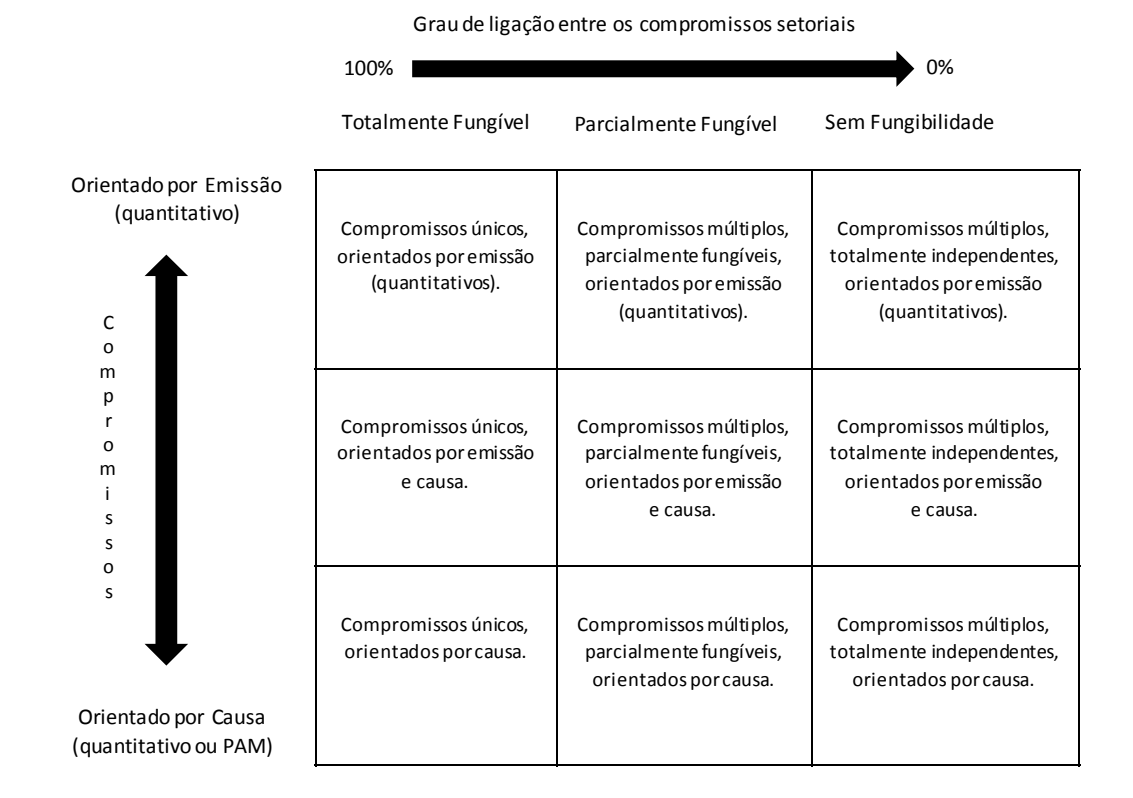 Grau de ligação entre os compromissos setoriais
100%
0%
Totalmente Fungível
Parcialmente Fungível
Sem Fungibilidade
Orientado por Emissão
(quantitativo)
Compromissos únicos,
orientados por emissão
(quantitativos).
Compromissos múltiplos,
parcialmente fungíveis,
orientados por emissão
(quantitativos).
Compromissos múltiplos,
totalmente independentes,
orientados por emissão
(quantitativos).
Compromissos
Compromissos únicos,
orientados por emissão
e causa.
Compromissos múltiplos,
parcialmente fungíveis,
orientados por emissão
e causa.
Compromissos múltiplos,
totalmente independentes,
orientados por emissão
e causa.
Compromissos únicos,
orientados por causa.
Compromissos múltiplos,
parcialmente fungíveis,
orientados por causa.
Compromissos múltiplos,
totalmente independentes,
orientados por causa.
Orientado por Causa
(quantitativo ou PAM)